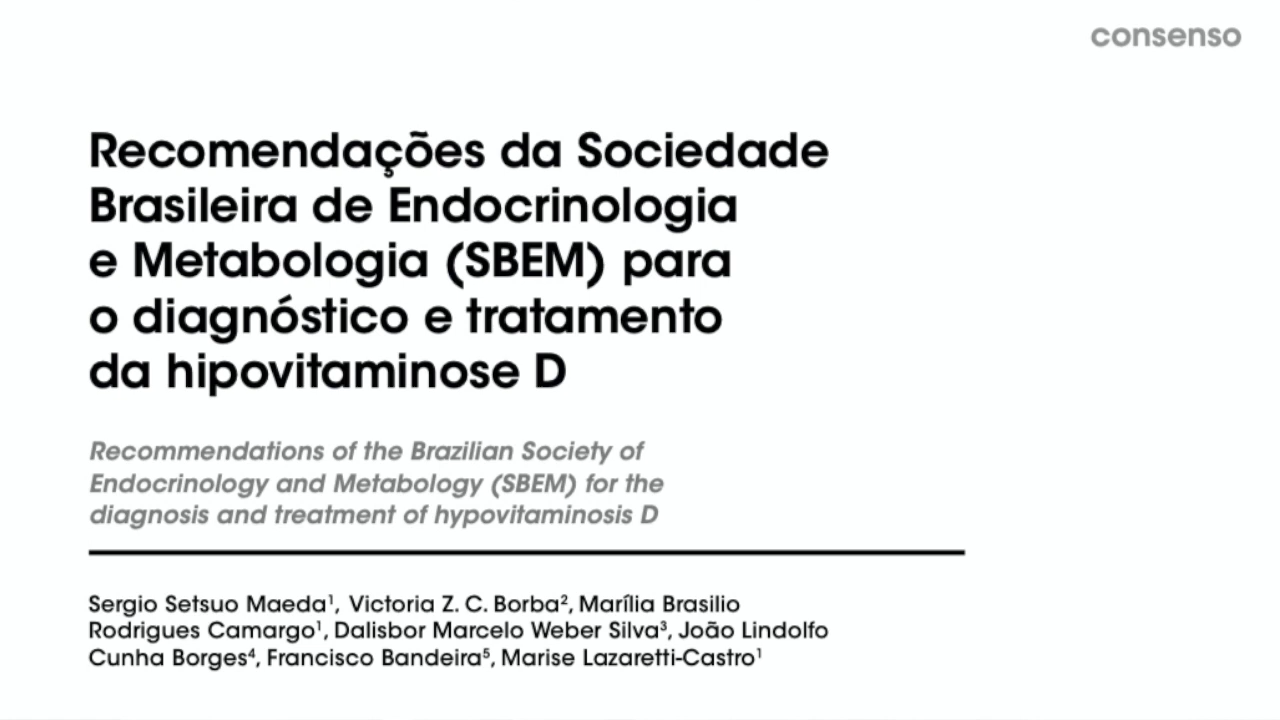 consenso
Recomendações da Sociedade
Brasileira de Endocrinologia
e Metabologia (SBEM) para
o diagnóstico e tratamento
da hipovitaminose D
Recommendations of the Brazilian Society of
Endocrinology and Metabology (SBEM) for the
diagnosis and treatment of hypovitaminosis D
Sergio Setsuo Maeda¹, Victoria Z. C. Borba², Marília Brasilio
Rodrigues Camargo¹, Dalisbor Marcelo Weber Silva³, João Lindolfo
Cunha Borges⁴, Francisco Bandeira⁵, Marise Lazaretti-Castro¹